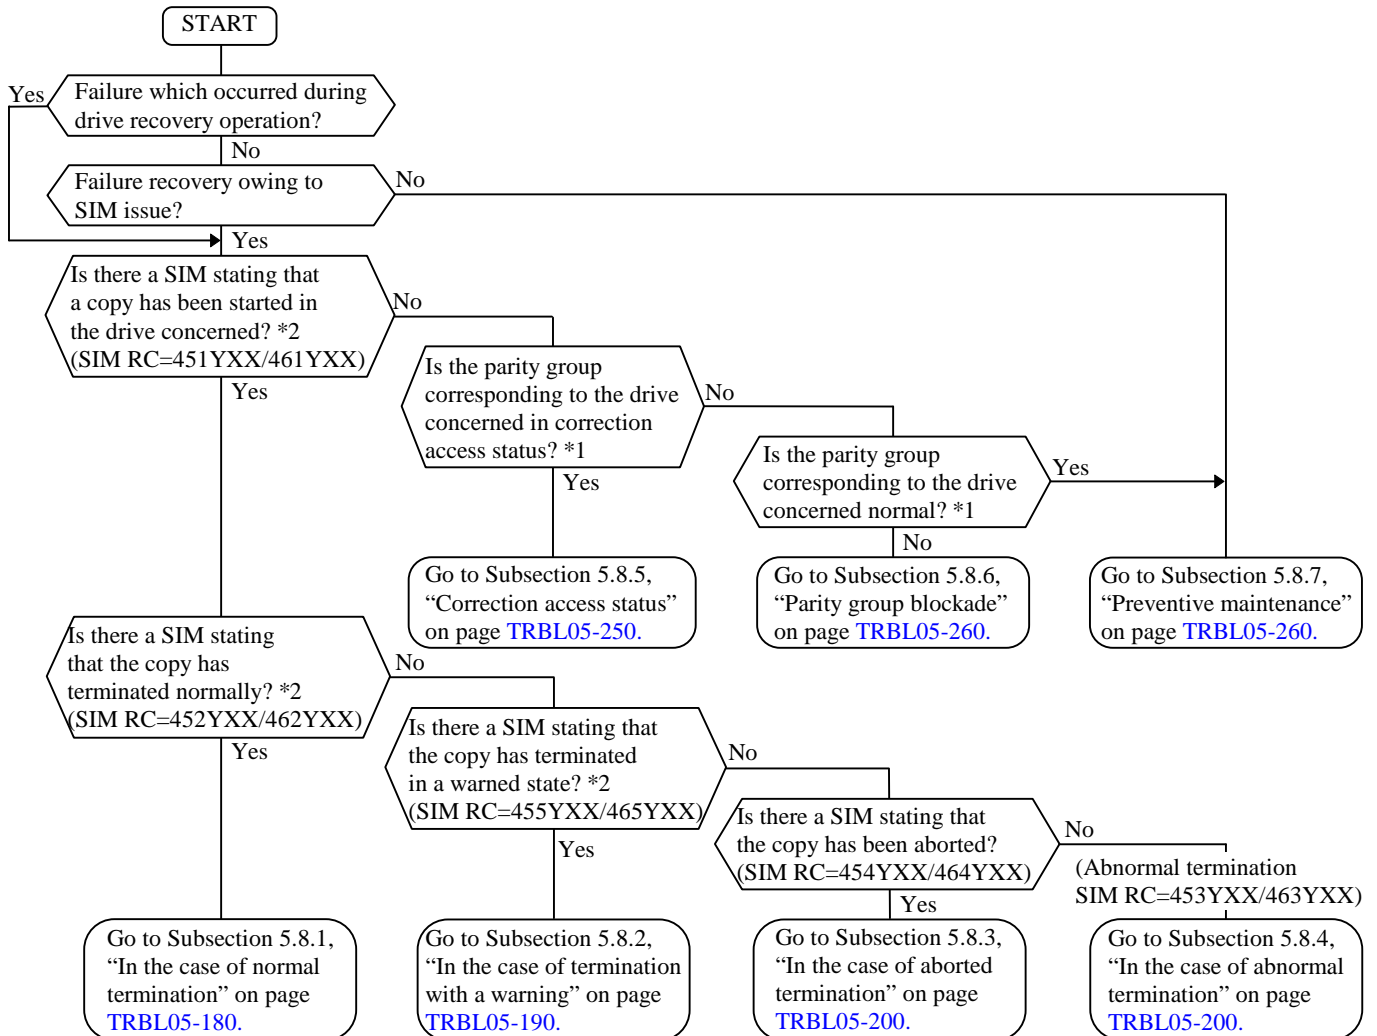 START
Yes
Failure which occurred during
drive recovery operation?
No
Failure recovery owing to
SIM issue?
No
Yes
Is there a SIM stating that
a copy has been started in
the drive concerned? *2
(SIM RC=451YXX/461YXX)
No
Yes
Is the parity group
corresponding to the drive
concerned in correction
access status? *1
No
Yes
Is the parity group
corresponding to the drive
concerned normal? *1
Yes
No
Go to Subsection 5.8.5,
“Correction access status”
on page TRBL05-250.
Go to Subsection 5.8.6,
“Parity group blockade”
on page TRBL05-260.
Go to Subsection 5.8.7,
“Preventive maintenance”
on page TRBL05-260.
Is there a SIM stating
that the copy has
terminated normally? *2
(SIM RC=452YXX/462YXX)
No
Yes
Is there a SIM stating that
the copy has terminated
in a warned state? *2
(SIM RC=455YXX/465YXX)
No
Yes
Is there a SIM stating that
the copy has been aborted?
(SIM RC=454YXX/464YXX)
No
Yes
(Abnormal termination
SIM RC=453YXX/463YXX)
Go to Subsection 5.8.1,
“In the case of normal
termination” on page
TRBL05-180.
Go to Subsection 5.8.2,
“In the case of termination
with a warning” on page
TRBL05-190.
Go to Subsection 5.8.3,
“In the case of aborted
termination” on page
TRBL05-200.
Go to Subsection 5.8.4,
“In the case of abnormal
termination” on page
TRBL05-200.